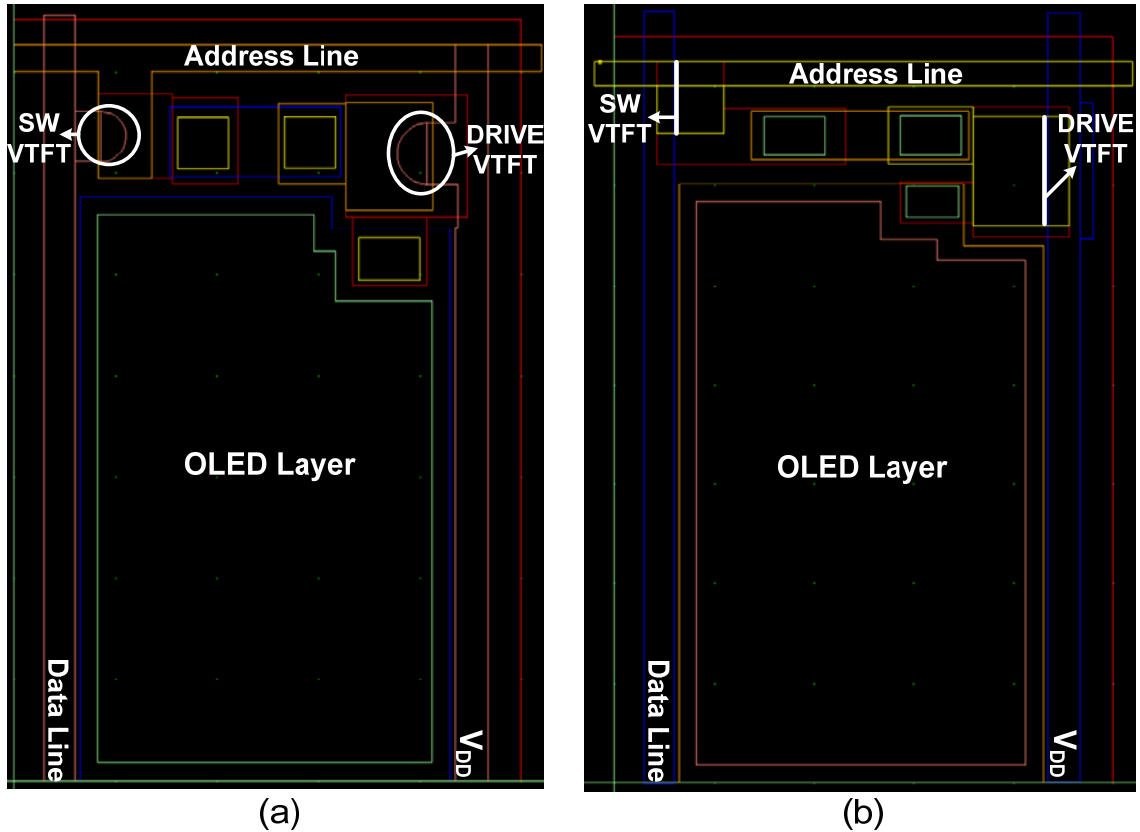 Address Line
SW
VTFT
DRIVE
VTFT
OLED Layer
Data Line
VDD
(a)
Address Line
SW
VTFT
DRIVE
VTFT
OLED Layer
Data Line
VDD
(b)